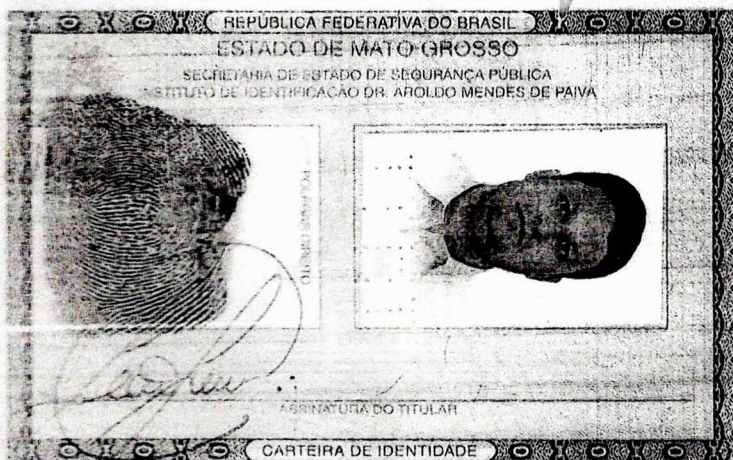 REPÚBLICA FEDERATIVA DO BRASIL
ESTADO DE MATO GROSSO
SECRETARIA DE ESTADO DE SEGURANÇA PÚBLICA
INSTITUTO DE IDENTIFICAÇÃO DR. AROLDO MENDES DE PAIVA
POLEGAR DIREITO
ASSINATURA DO TITULAR
CARTEIRA DE IDENTIDADE